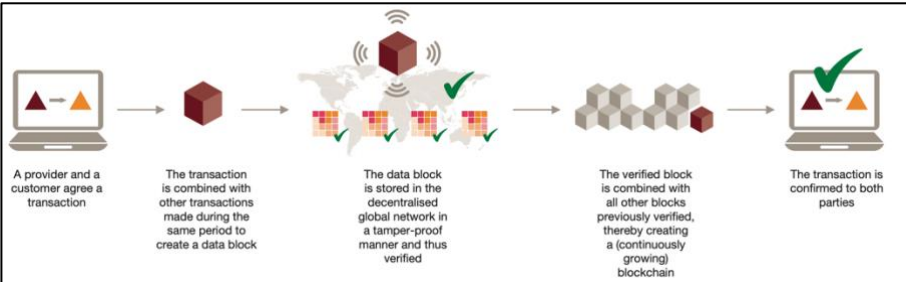 A provider and a
customer agree a
transaction
The transaction
is combined with
other transactions
made during the
same period to
create a data block
The data block
is stored in the
decentralised
global network in
a tamper-proof
manner and thus
verified
The verified block
is combined with
all other blocks
previously verified,
thereby creating
a (continuously
growing)
blockchain
The transaction is
confirmed to both
parties